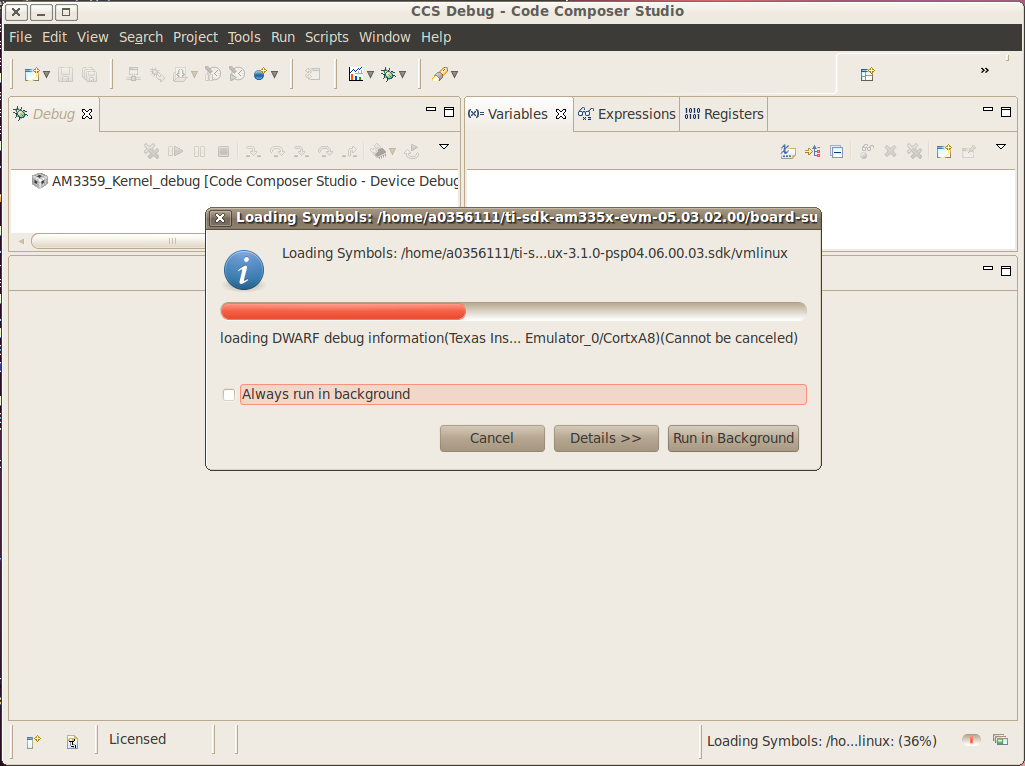 CCS Debug - Code Composer Studio
File Edit View Search Project Tools Run Scripts Window Help
Debug
(x)= Variables
Expressions
1010 0101 Registers
AM3359_Kernel_debug [Code Composer Studio - Device Debug
Loading Symbols: /home/a0356111/ti-sdk-am335x-evm-05.03.02.00/board-su
Loading Symbols: /home/a0356111/ti-s...ux-3.1.0-psp04.06.00.03.sdk/vmlinux
loading DWARF debug information(Texas Ins... Emulator_0/CortxA8)(Cannot be canceled)
Always run in background
Cancel Details >> Run in Background
Licensed
Loading Symbols: /ho...linux: (36%)